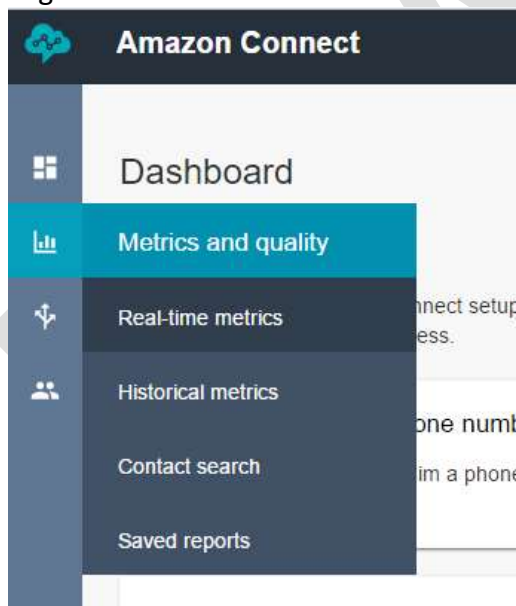 Amazon Connect
Dashboard
Metrics and quality
Real-time metrics
nnect setup
ess.
Historical metrics
one numb
Contact search
im a phone
Saved reports